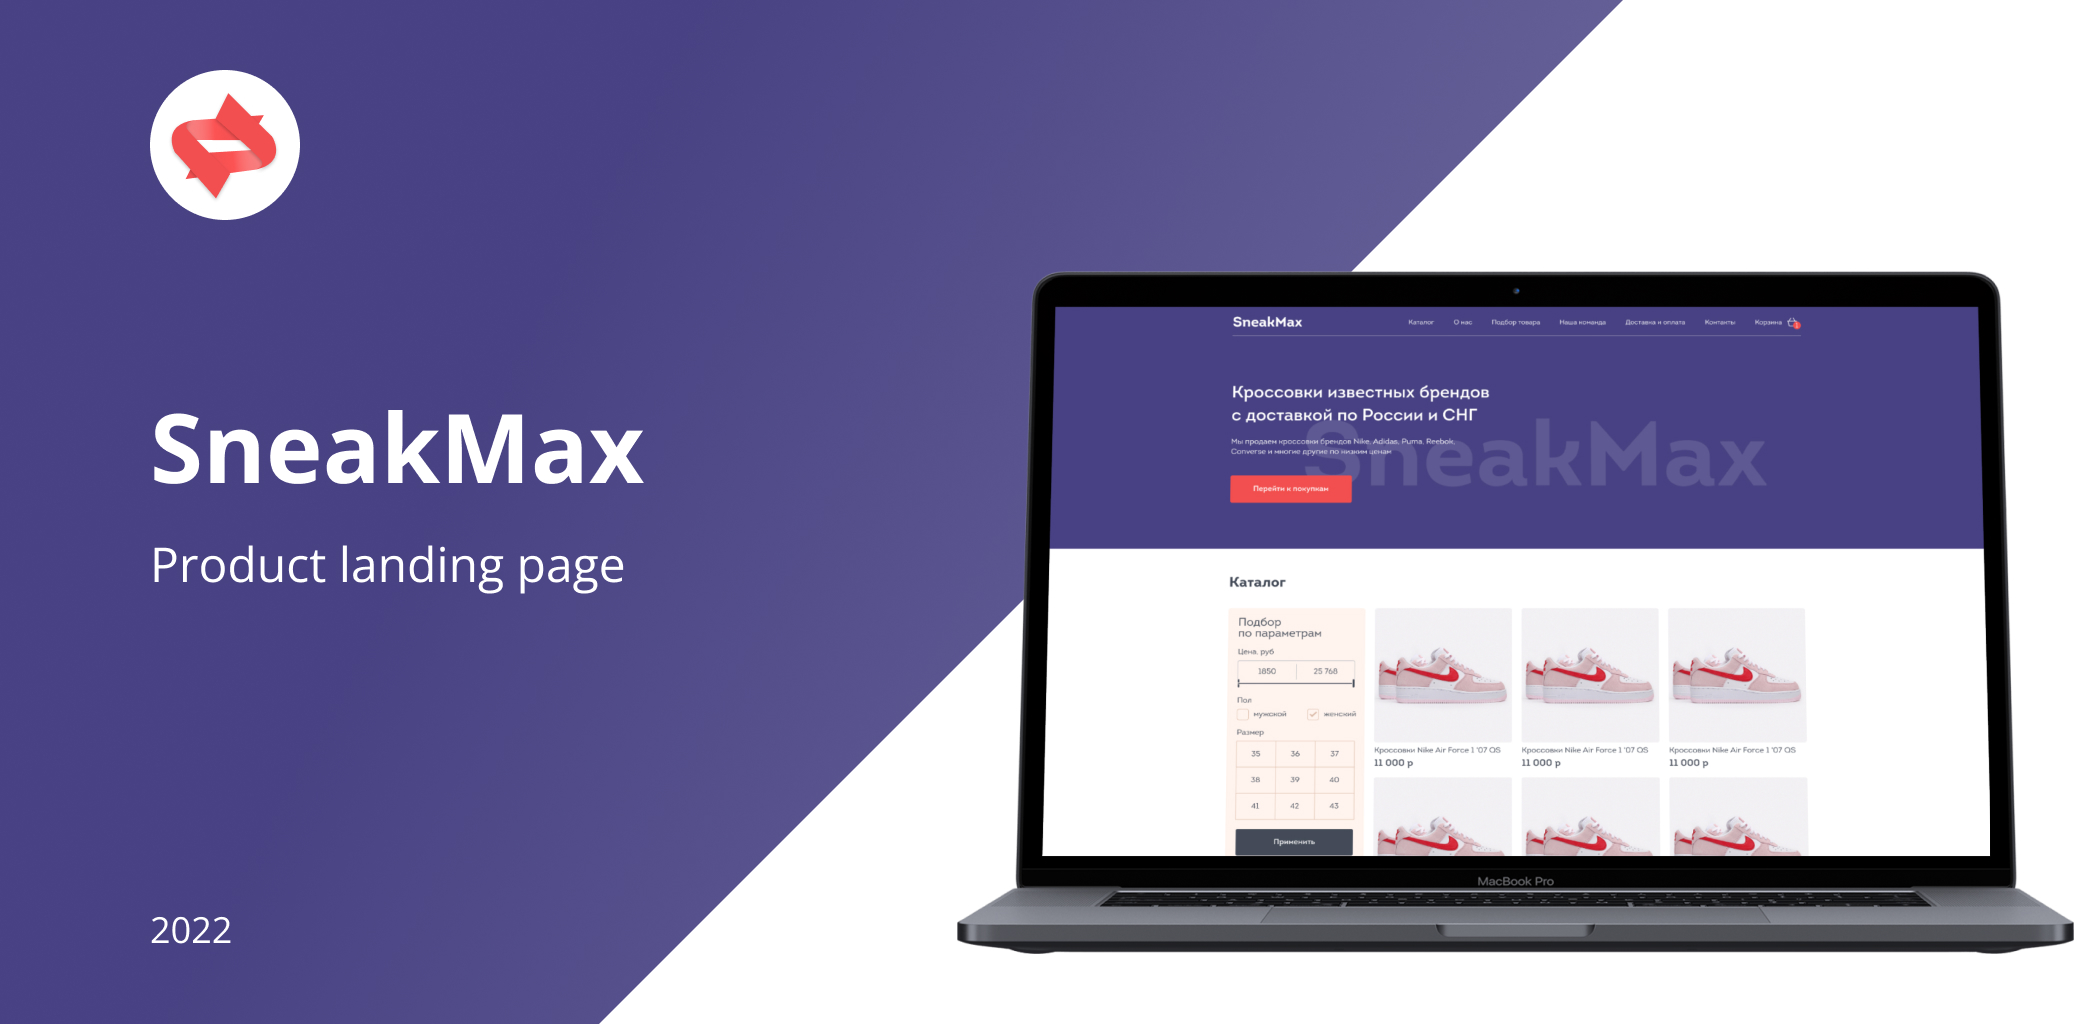 SneakMax
Product landing page
2022
SneakMax
Каталог
О нас
Подбор товара
Наша команда
Доставка и оплата
Контакты
Корзина
1
Кроссовки известных брендов
с доставкой по России и СНГ
SneakMax
Мы продаем кроссовки брендов Nike, Adidas, Puma, Reebok,
Converse и многие другие по низким ценам
Перейти к покупкам
Каталог
Подбор
по параметрам
Цена, руб
1850
25 768
Пол
мужской
женский
Размер
35 36 37
38 39 40
41 42 43
Применить
Кроссовки Nike Air Force 1 '07 QS
11 000 р
Кроссовки Nike Air Force 1 '07 QS
11 000 р
Кроссовки Nike Air Force 1 '07 QS
11 000 р
MacBook Pro